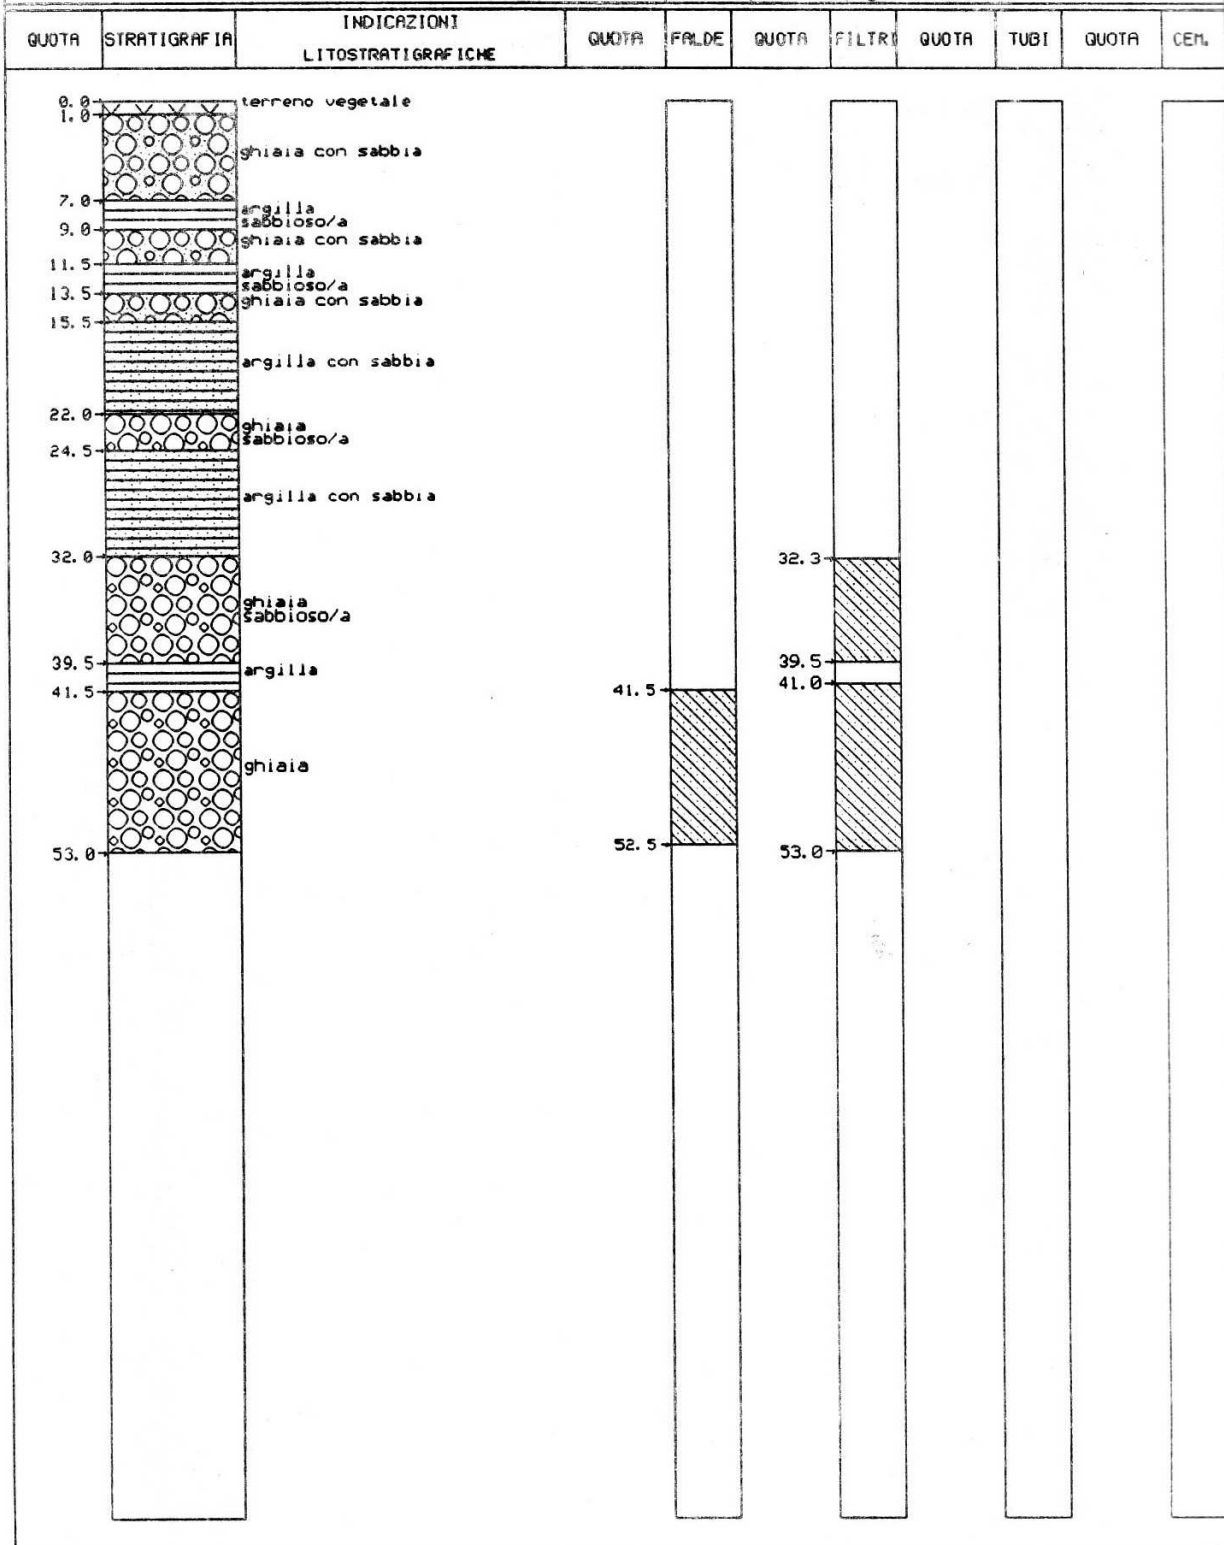 INDICAZIONI
QUOTA STRATIGRAFIA QUOTA FALDE QUOTA FILTRI QUOTA TUBI QUOTA CEM.
LITOSTRATIGRAFICHE
0.0 terreno vegetale
1.0
ghiaia con sabbia
7.0
argilla
sabbioso/a
9.0
ghiaia con sabbia
11.5
argilla
sabbioso/a
13.5
ghiaia con sabbia
15.5
argilla con sabbia
22.0
ghiaia
sabbioso/a
24.5
argilla con sabbia
32.0 32.3
ghiaia
sabbioso/a
39.5 39.5
argilla
41.0
41.5 41.5
ghiaia
52.5
53.0 53.0